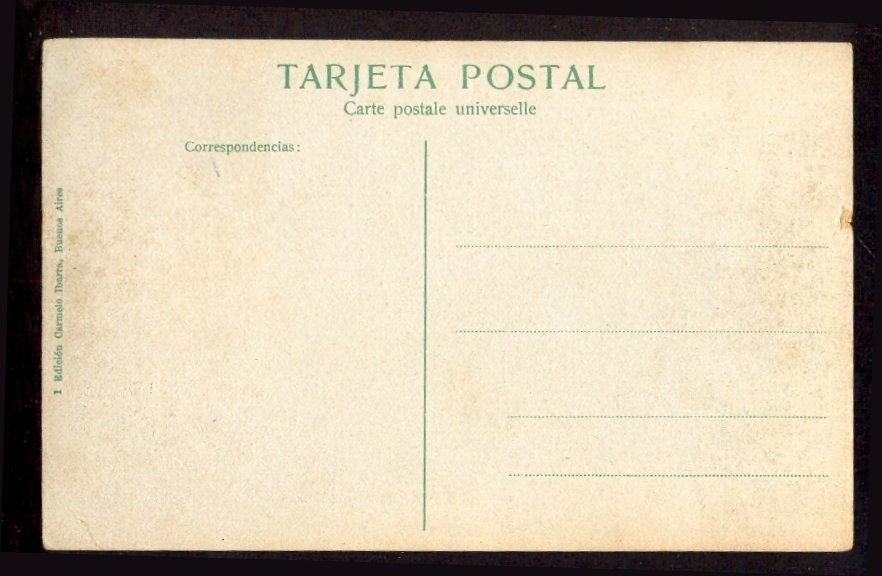 TARJETA POSTAL
Carte postale universelle
Correspondencias:
1 Edición Carmelo Ibarra, Buenos Aires